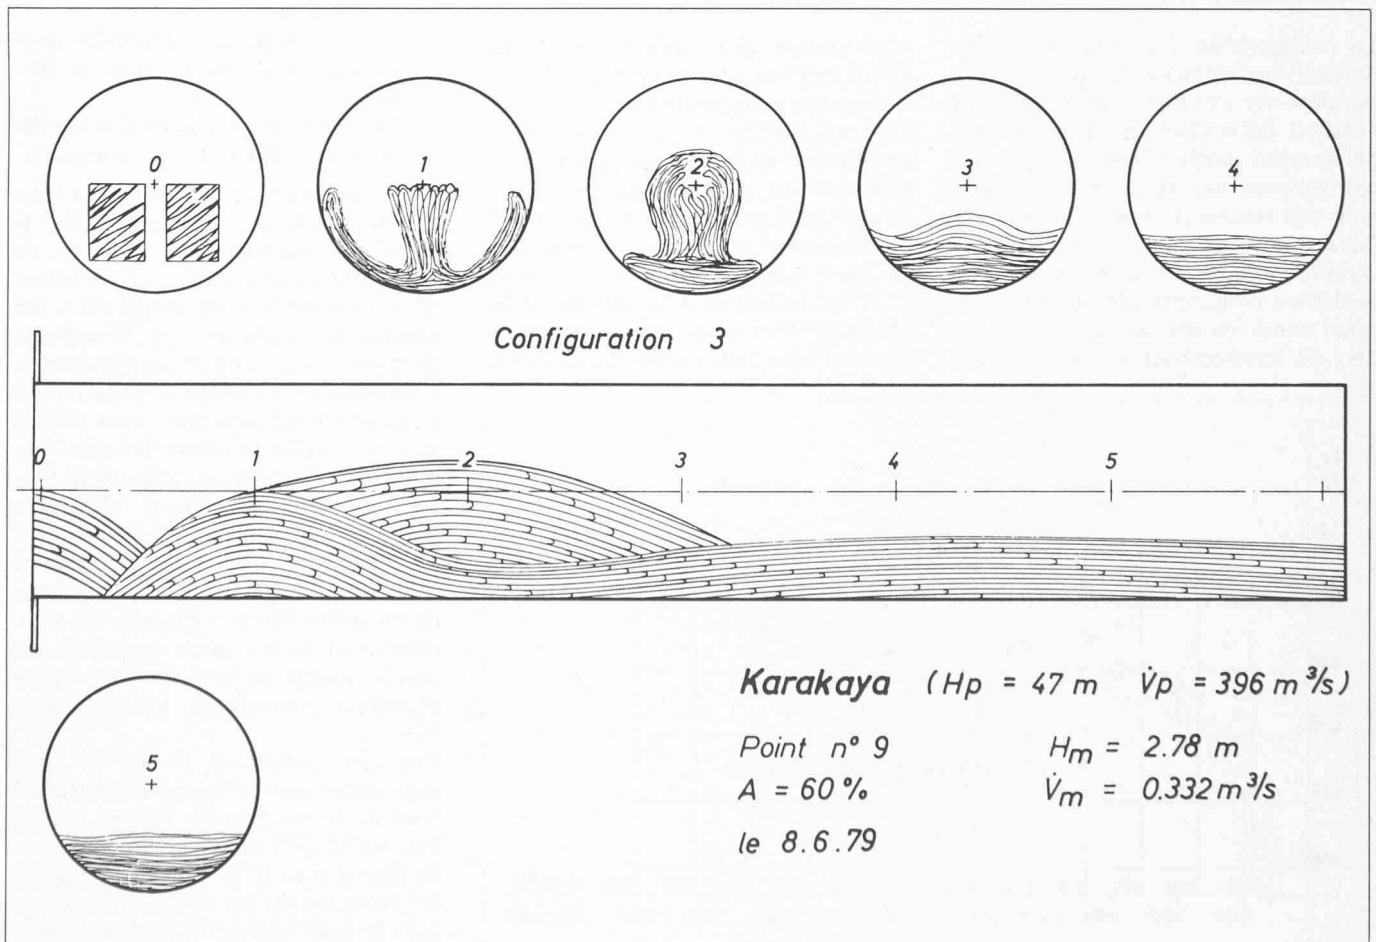 0
1
2
3
4
Configuration 3
0 1 2 3 4 5
5
Karakaya (Hp = 47 m V̇p = 396 m³/s)
Point n° 9 Hm = 2.78 m
A = 60 % V̇m = 0.332 m³/s
le 8.6.79